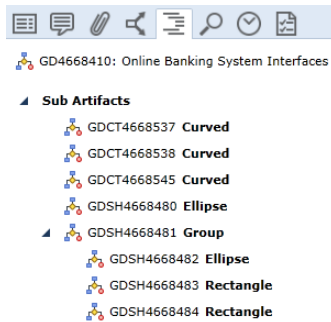 GD4668410: Online Banking System Interfaces
Sub Artifacts
GDCT4668537 Curved
GDCT4668538 Curved
GDCT4668545 Curved
GDSH4668480 Ellipse
GDSH4668481 Group
GDSH4668482 Ellipse
GDSH4668483 Rectangle
GDSH4668484 Rectangle